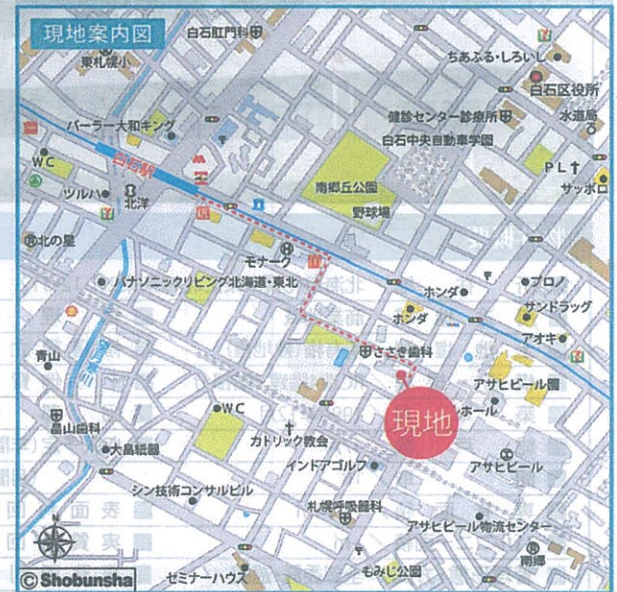 現地案内図
白石肛門科
東札幌小
ちあふる・しろいし
白石区役所
水道局
健診センター診療所
白石中央自動車学園
パーラー大和キング
WC
白石駅
ツルハ
北洋
南郷丘公園
野球場
PL
サッポロ
北の星
モナーク
パナソニックリビング北海道・東北
ホンダ
プロノ
ホンダ
サンドラッグ
アオキ
青山
ささき歯科
アサヒビール園
ルホール
現地
畠山歯科
WC
カトリック教会
大島紙器
インドアゴルフ
アサヒビール
シン技術コンサルビル
札幌呼吸器科
アサヒビール物流センター
南郷
もみじ公園
セミナーハウス
© Shobunsha